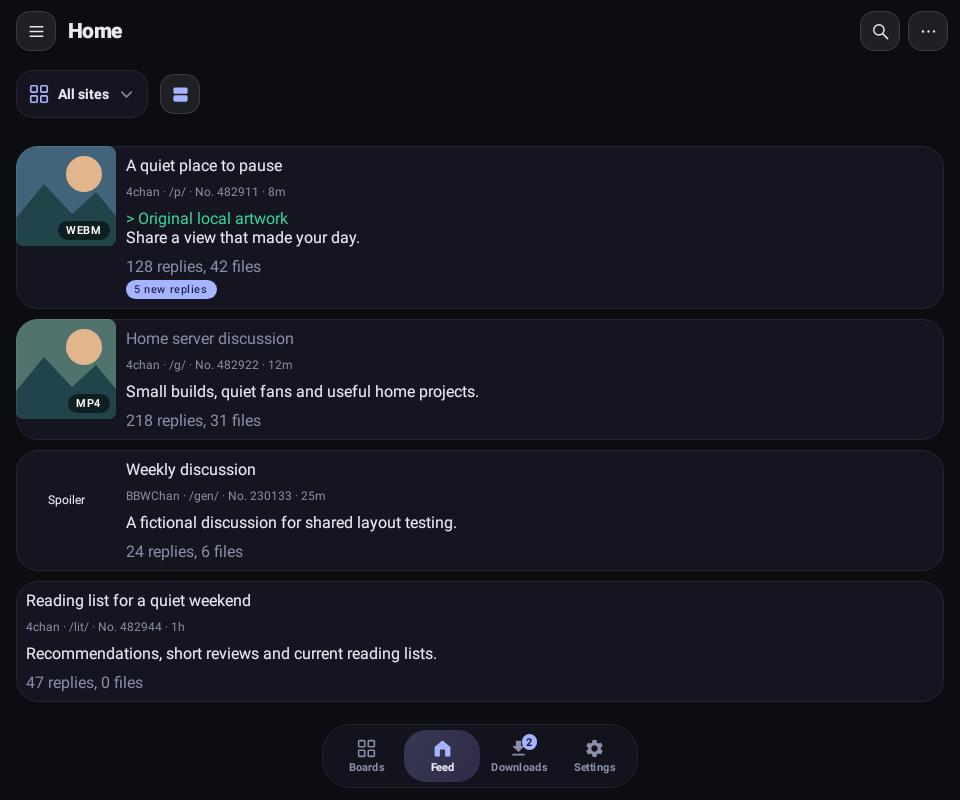 Home
All sites
A quiet place to pause
4chan · /p/ · No. 482911 · 8m
> Original local artwork
WEBM
Share a view that made your day.
128 replies, 42 files
5 new replies
Home server discussion
4chan · /g/ · No. 482922 · 12m
Small builds, quiet fans and useful home projects.
MP4
218 replies, 31 files
Weekly discussion
BBWChan · /gen/ · No. 230133 · 25m
Spoiler
A fictional discussion for shared layout testing.
24 replies, 6 files
Reading list for a quiet weekend
4chan · /lit/ · No. 482944 · 1h
Recommendations, short reviews and current reading lists.
47 replies, 0 files
2
Boards
Feed
Downloads
Settings